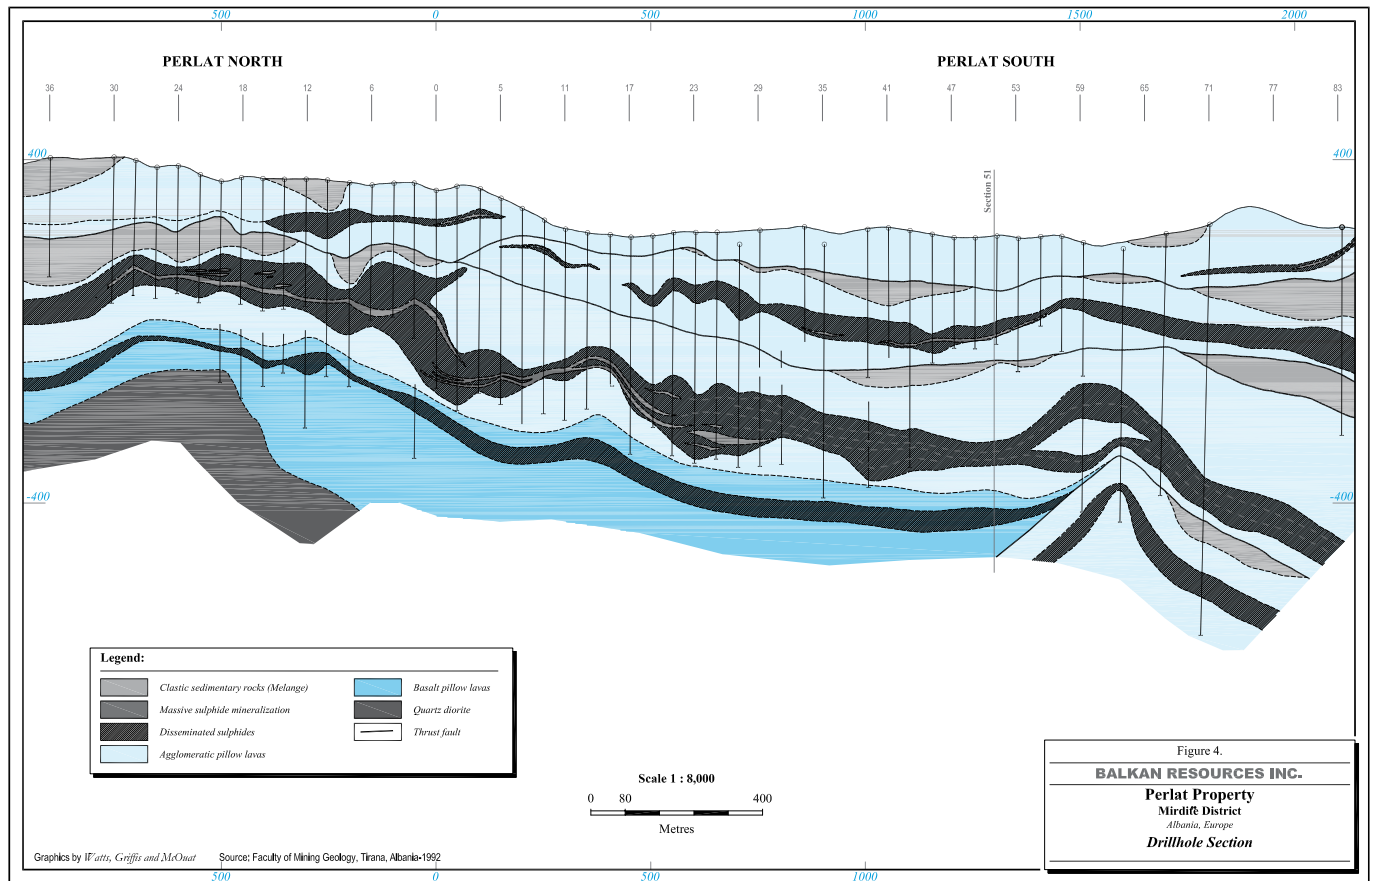 500 0 500 1000 1500 2000
PERLAT NORTH PERLAT SOUTH
36 30 24 18 12 6 0 5 11 17 23 29 35 41 47 53 59 65 71 77 83
400 400
Section 51
-400 -400
Legend:
Clastic sedimentary rocks (Melange) Basalt pillow lavas
Massive sulphide mineralization Quartz diorite
Disseminated sulphides Thrust fault
Agglomeratic pillow lavas
Scale 1 : 8,000
0 80 400
Metres
Figure 4.
BALKAN RESOURCES INC.
Perlat Property
District
Albania, Europe
Drillhole Section
Graphics by Watts, Griffis and McOuat Source: Faculty of Mining Geology, Tirana, Albania-1992
500 0 500 1000